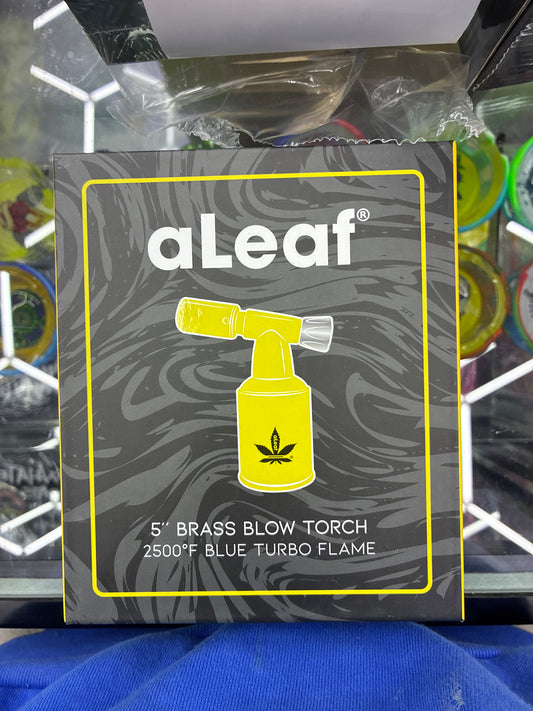 aLeaf®
5″ BRASS BLOW TORCH
2500°F BLUE TURBO FLAME